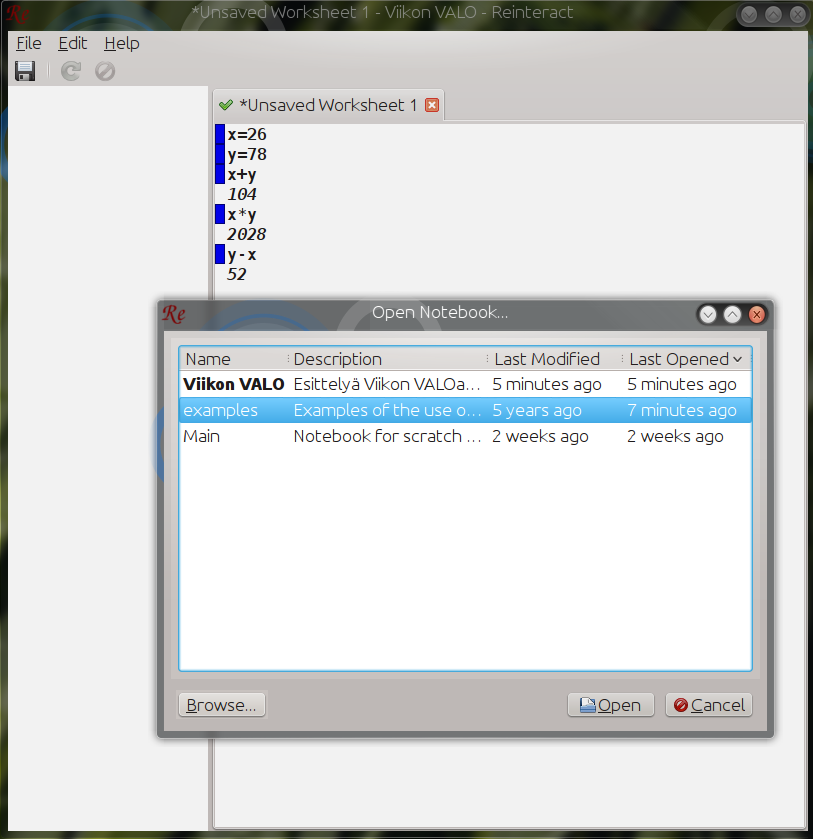 Re *Unsaved Worksheet 1 - Viikon VALO - Reinteract
File Edit Help
*Unsaved Worksheet 1
x=26
y=78
x+y
104
x*y
2028
y-x
52
Re Open Notebook...
Name Description Last Modified Last Opened
Viikon VALO Esittelyä Viikon VALOa... 5 minutes ago 5 minutes ago
examples Examples of the use o... 5 years ago 7 minutes ago
Main Notebook for scratch ... 2 weeks ago 2 weeks ago
Browse... Open Cancel